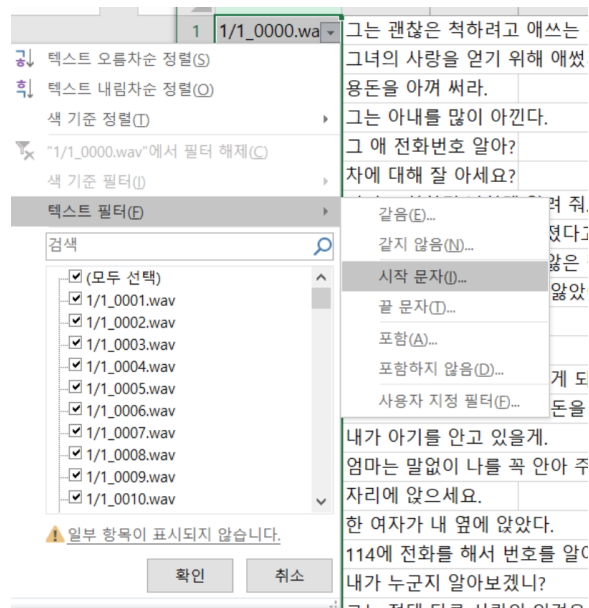 1
1/1_0000.wa
텍스트 오름차순 정렬(S)
텍스트 내림차순 정렬(O)
색 기준 정렬(T)
"1/1_0000.wav"에서 필터 해제(C)
색 기준 필터(I)
텍스트 필터(F)
검색
(모두 선택)
1/1_0001.wav
1/1_0002.wav
1/1_0003.wav
1/1_0004.wav
1/1_0005.wav
1/1_0006.wav
1/1_0007.wav
1/1_0008.wav
1/1_0009.wav
1/1_0010.wav
일부 항목이 표시되지 않습니다.
확인
취소
같음(E)...
같지 않음(N)...
시작 문자(I)...
끝 문자(T)...
포함(A)...
포함하지 않음(D)...
사용자 지정 필터(F)...
그는 괜찮은 척하려고 애쓰는
그녀의 사랑을 얻기 위해 애썼
용돈을 아껴 써라.
그는 아내를 많이 아낀다.
그 애 전화번호 알아?
차에 대해 잘 아세요?
려 줘.
졌다고
않은
않았
게 되
돈을
내가 아기를 안고 있을게.
엄마는 말없이 나를 꼭 안아 주
자리에 앉으세요.
한 여자가 내 옆에 앉았다.
114에 전화를 해서 번호를 알아
내가 누군지 알아보겠니?